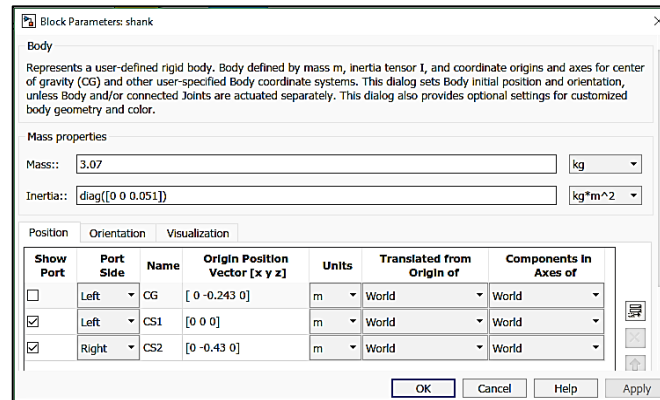 Block Parameters: shank
Body
Represents a user-defined rigid body. Body defined by mass m, inertia tensor I, and coordinate origins and axes for center
of gravity (CG) and other user-specified Body coordinate systems. This dialog sets Body initial position and orientation,
unless Body and/or connected Joints are actuated separately. This dialog also provides optional settings for customized
body geometry and color.
Mass properties
Mass:: 3.07 kg
Inertia:: diag([0 0 0.051]) kg*m^2
Position Orientation Visualization
Show Port Port Side Name Origin Position Vector [x y z] Units Translated from Origin of Components in Axes of
Left CG [ 0 -0.243 0] m World World
Left CS1 [0 0 0] m World World
Right CS2 [0 -0.43 0] m World World
OK Cancel Help Apply